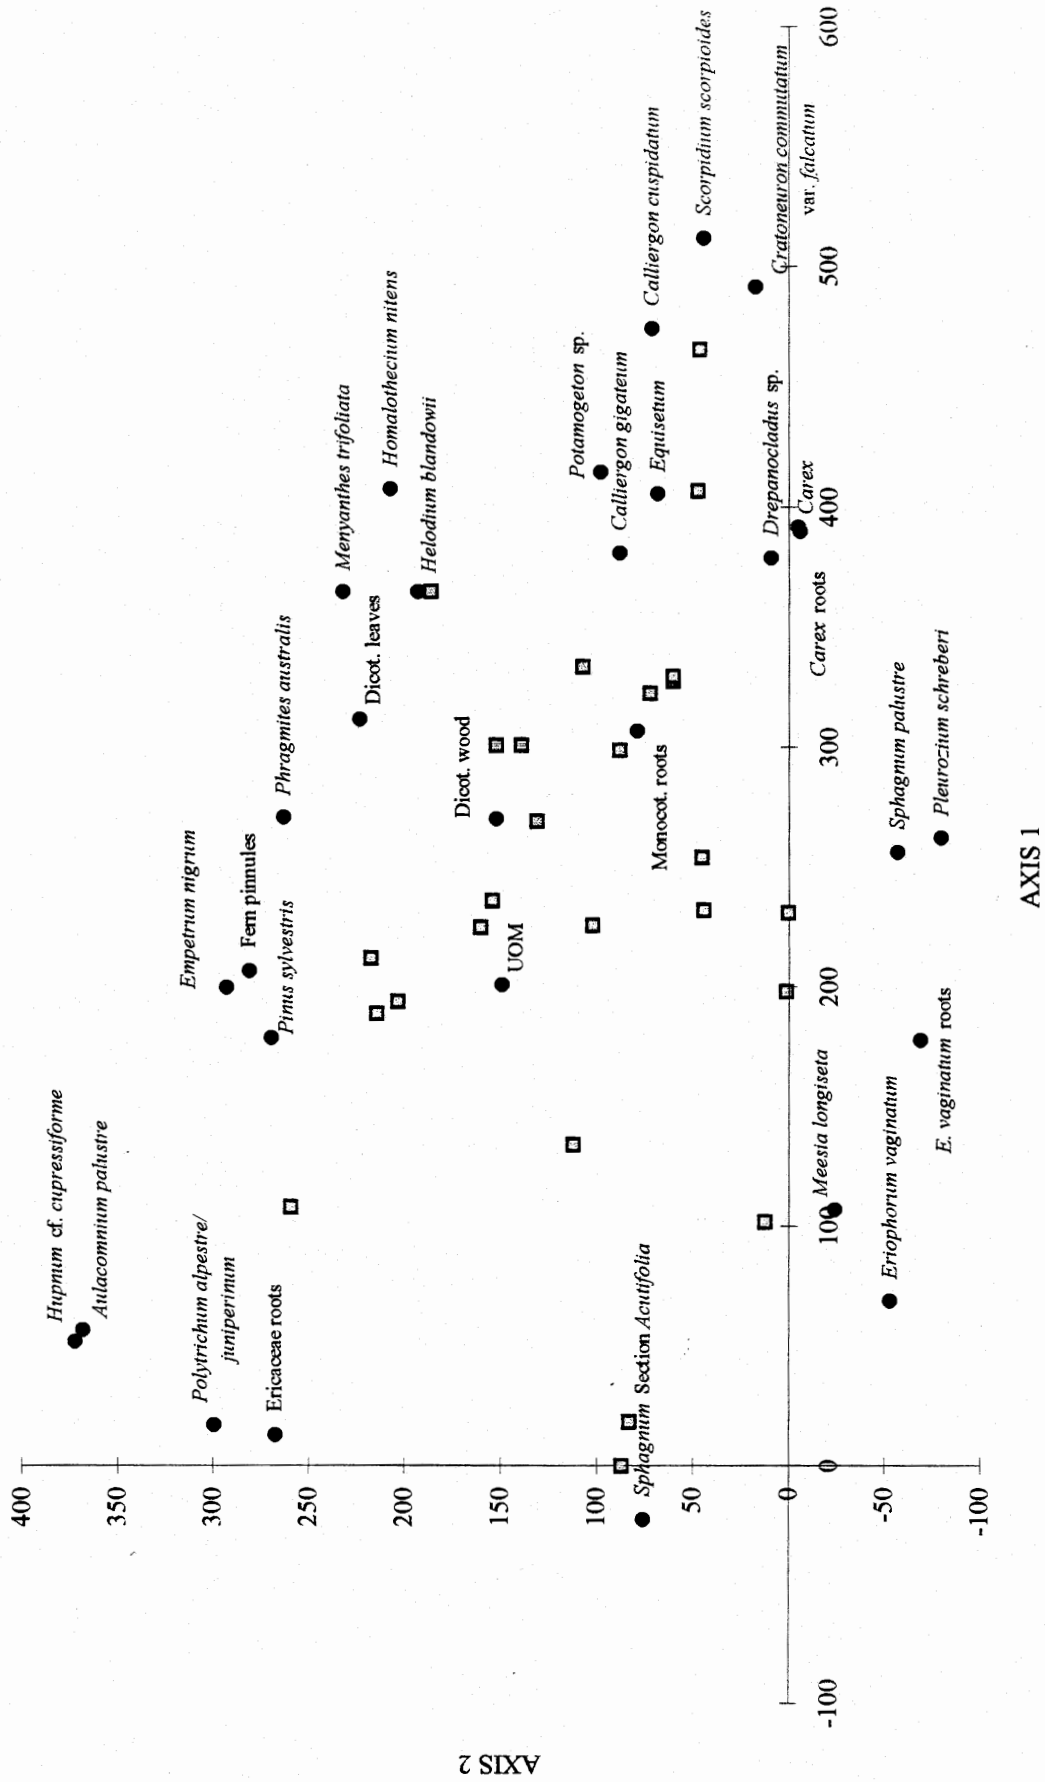 400
350
300
250
200
150
100
50
0
-50
-100
AXIS 2
-100
0
100
200
300
400
500
600
AXIS 1
Hupnum cf. cupressiforme
Aulacomnium palustre
Polytrichum alpestre/
juniperinum
Ericaceae roots
Empetrum nigrum
Fern pinnules
Pinus sylvestris
Phragmites australis
Menyanthes trifoliata
Dicot. leaves
Homalothecium nitens
Helodium blandowii
Dicot. wood
UOM
Potamogeton sp.
Calliergon gigateum
Equisetum
Calliergon cuspidatum
Scorpidium scorpioides
Cratoneuron commutatum
var. falcatum
Monocot. roots
Drepanocladus sp.
Carex
Carex roots
Sphagnum Section Acutifolia
Meesia longiseta
Eriophorum vaginatum
E. vaginatum roots
Sphagnum palustre
Pleurozium schreberi